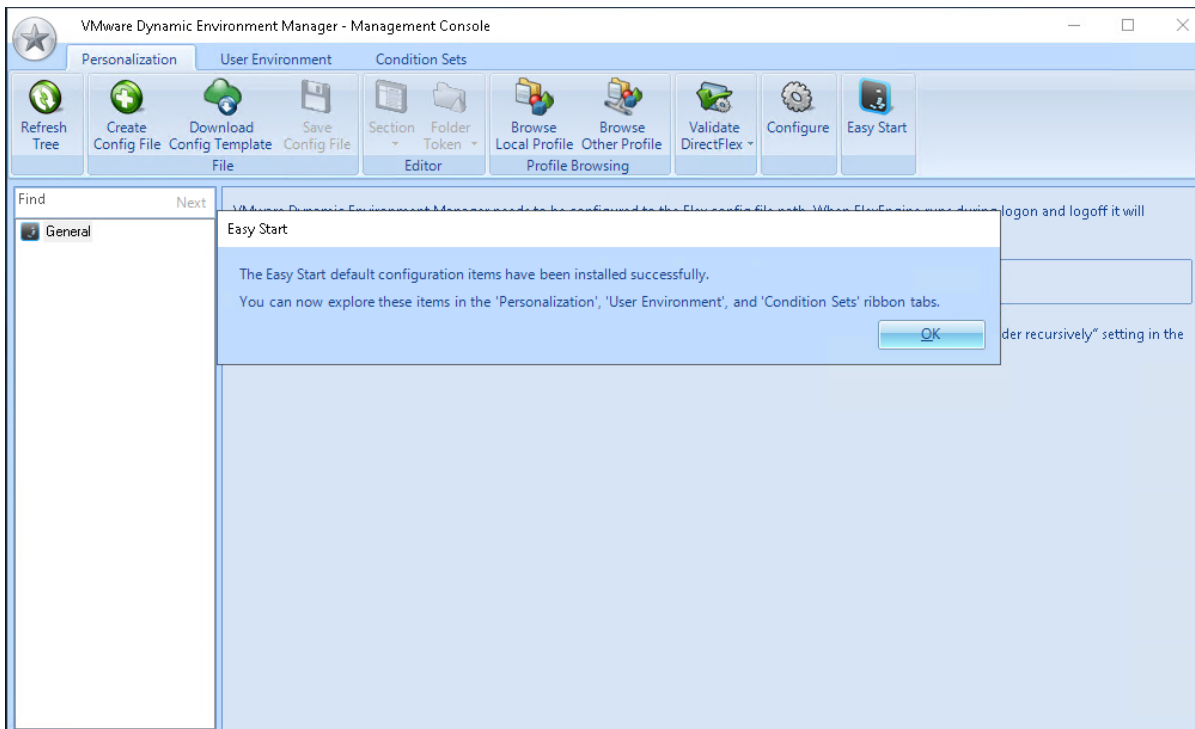 VMware Dynamic Environment Manager - Management Console
Personalization User Environment Condition Sets
Refresh Tree
Create Config File
Download Config Template
Save Config File
File
Section
Folder Token
Editor
Browse Local Profile
Browse Other Profile
Profile Browsing
Validate DirectFlex
Configure
Easy Start
Find Next
General
logon and logoff it will
Easy Start
The Easy Start default configuration items have been installed successfully.
You can now explore these items in the 'Personalization', 'User Environment', and 'Condition Sets' ribbon tabs.
OK
recursively” setting in the